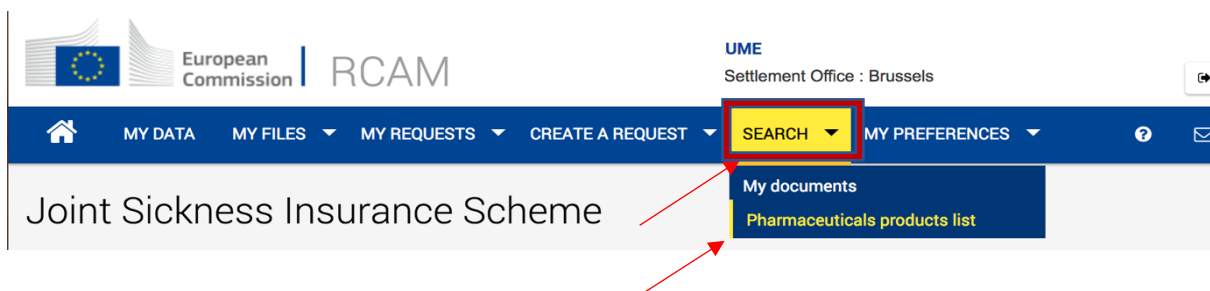 European
Commission
RCAM
UME
Settlement Office : Brussels
MY DATA MY FILES MY REQUESTS CREATE A REQUEST SEARCH MY PREFERENCES ?
My documents
Pharmaceuticals products list
Joint Sickness Insurance Scheme